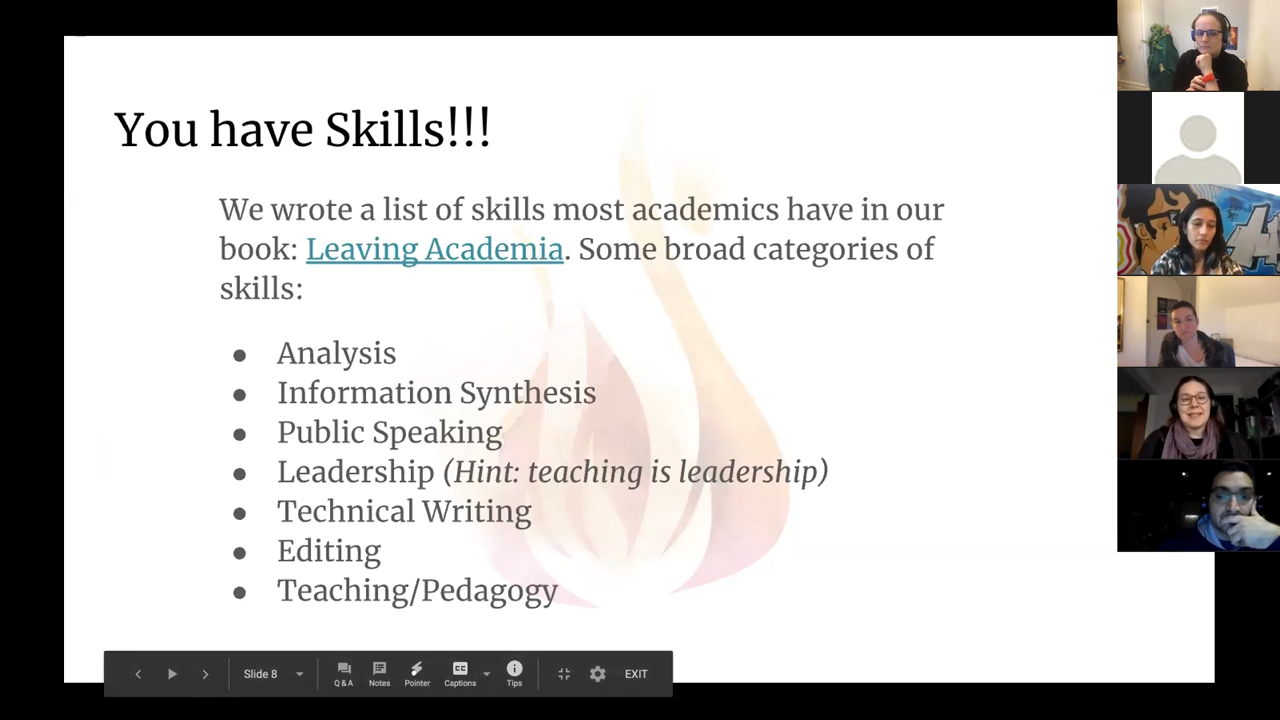 You have Skills!!!
We wrote a list of skills most academics have in our
book: Leaving Academia. Some broad categories of
skills:
● Analysis
● Information Synthesis
● Public Speaking
● Leadership (Hint: teaching is leadership)
● Technical Writing
● Editing
● Teaching/Pedagogy
Slide 8
Q & A
Notes
Pointer
CC
Captions
Tips
EXIT